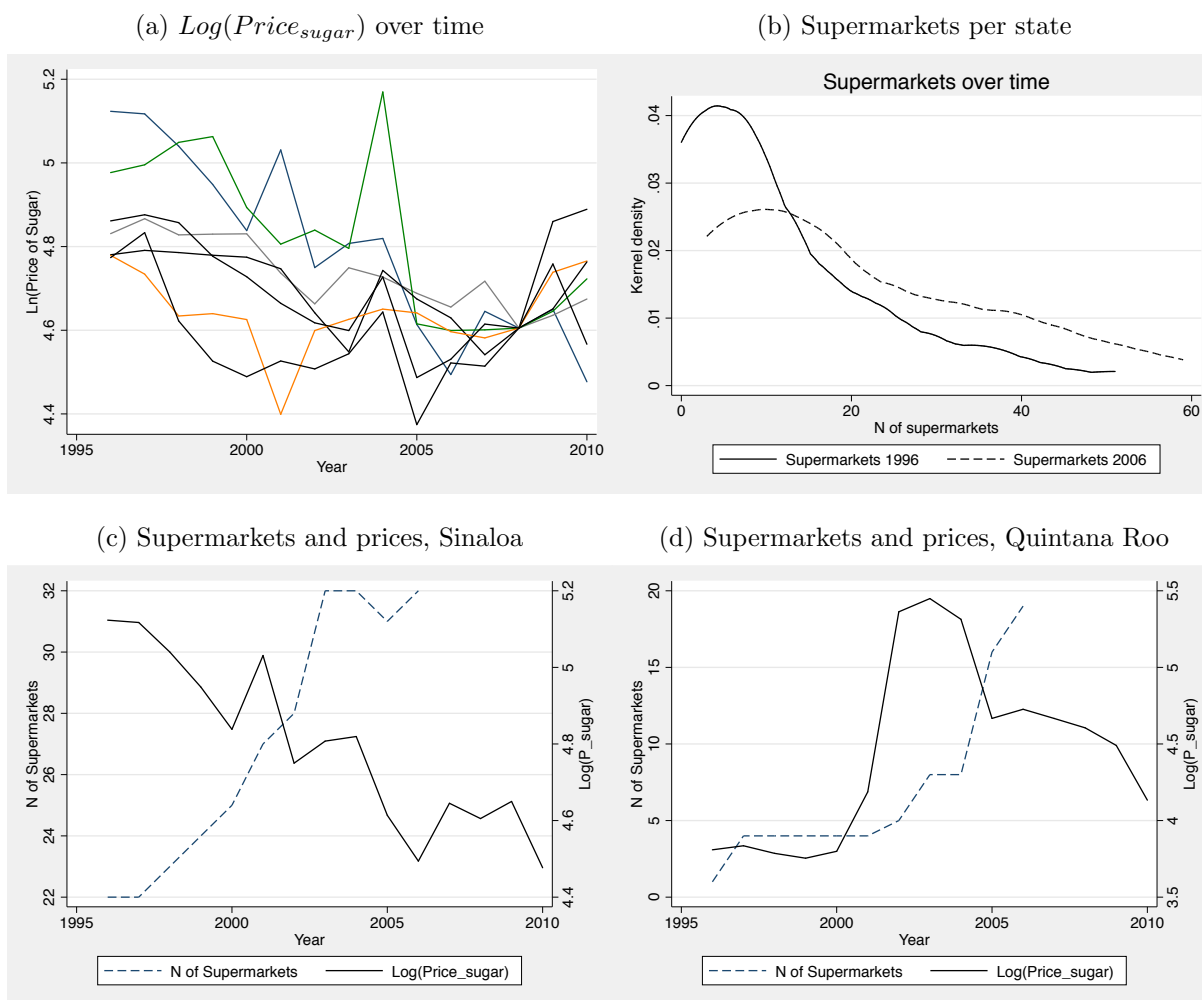 (a) Log(Price_sugar) over time
5.2
5
4.8
4.6
4.4
Ln(Price of Sugar)
1995 2000 2005 2010
Year
(b) Supermarkets per state
Supermarkets over time
.04
.03
.02
.01
0
Kernel density
0 20 40 60
N of supermarkets
Supermarkets 1996 Supermarkets 2006
(c) Supermarkets and prices, Sinaloa
32
30
28
26
24
22
N of Supermarkets
5.2
5
4.8
4.6
4.4
Log(P_sugar)
1995 2000 2005 2010
Year
N of Supermarkets Log(Price_sugar)
(d) Supermarkets and prices, Quintana Roo
20
15
10
5
0
N of Supermarkets
5.5
5
4.5
4
3.5
Log(P_sugar)
1995 2000 2005 2010
Year
N of Supermarkets Log(Price_sugar)